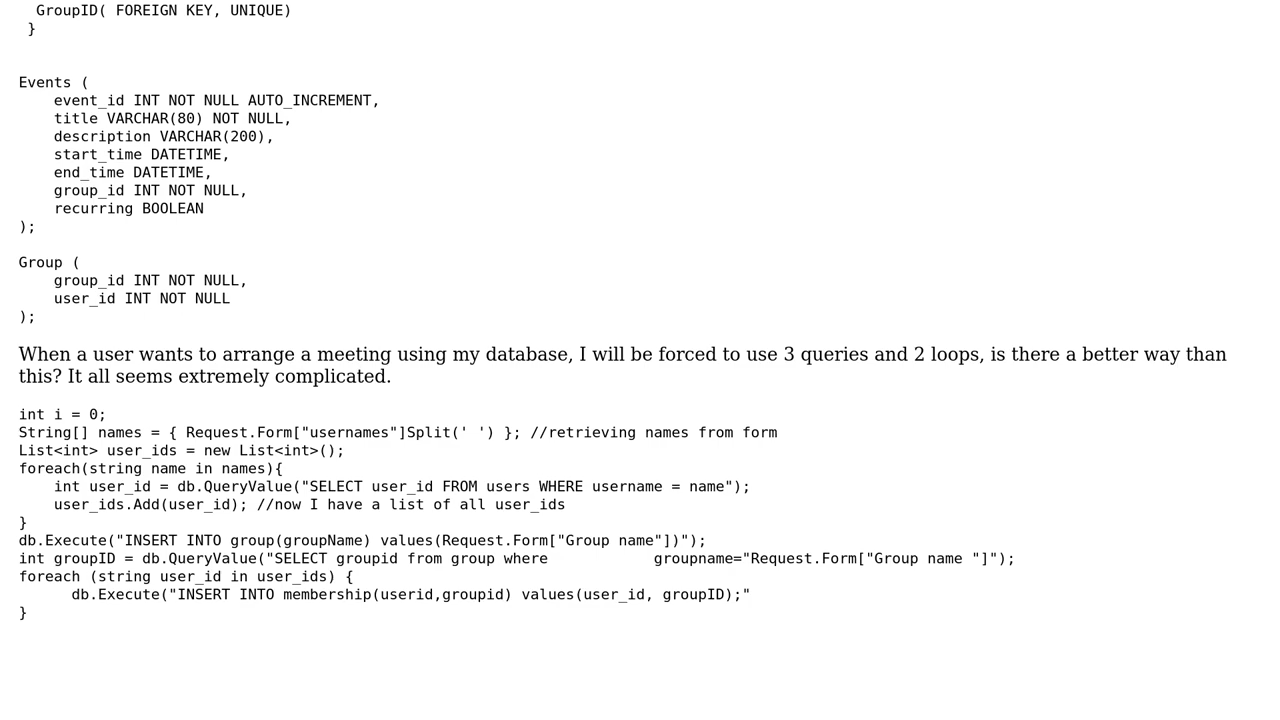 GroupID( FOREIGN KEY, UNIQUE)
}
Events (
event_id INT NOT NULL AUTO_INCREMENT,
title VARCHAR(80) NOT NULL,
description VARCHAR(200),
start_time DATETIME,
end_time DATETIME,
group_id INT NOT NULL,
recurring BOOLEAN
);
Group (
group_id INT NOT NULL,
user_id INT NOT NULL
);
When a user wants to arrange a meeting using my database, I will be forced to use 3 queries and 2 loops, is there a better way than
this? It all seems extremely complicated.
int i = 0;
String[] names = { Request.Form["usernames"]Split(' ') }; //retrieving names from form
List<int> user_ids = new List<int>();
foreach(string name in names){
int user_id = db.QueryValue("SELECT user_id FROM users WHERE username = name");
user_ids.Add(user_id); //now I have a list of all user_ids
}
db.Execute("INSERT INTO group(groupName) values(Request.Form["Group name"])");
int groupID = db.QueryValue("SELECT groupid from group where            groupname="Request.Form["Group name "]");
foreach (string user_id in user_ids) {
db.Execute("INSERT INTO membership(userid,groupid) values(user_id, groupID);"
}